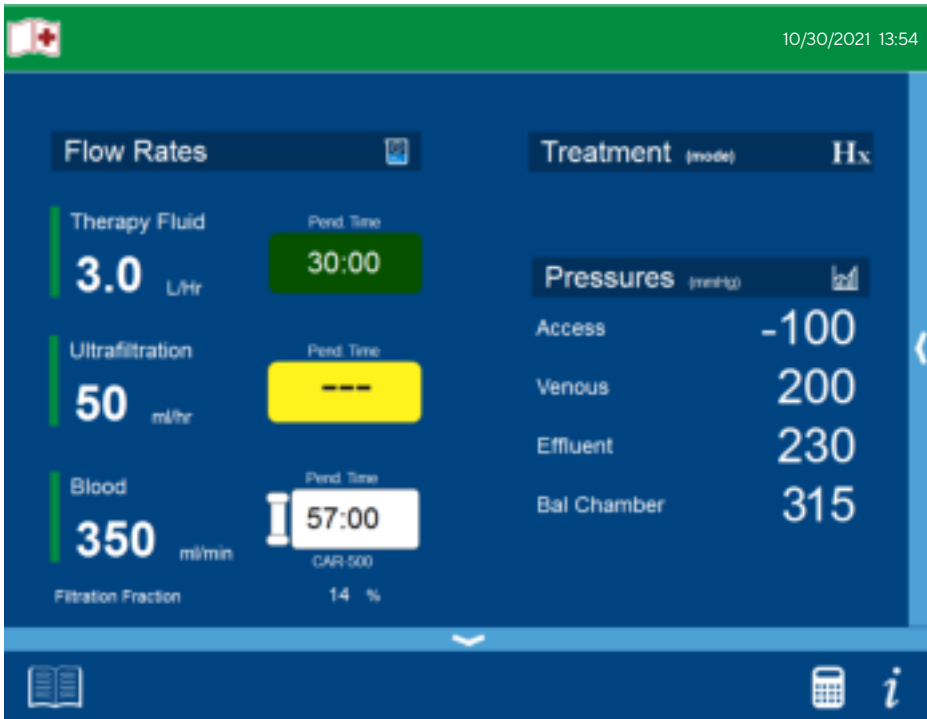 10/30/2021 13:54
Flow Rates
Therapy Fluid
Pend. Time
3.0 L/Hr
30:00
Ultrafiltration
Pend. Time
50 ml/hr
---
Blood
Pend. Time
350 ml/min
57:00
CAR-500
Filtration Fraction 14 %
Treatment (mode) Hx
Pressures (mmHg)
Access -100
Venous 200
Effluent 230
Bal Chamber 315
i